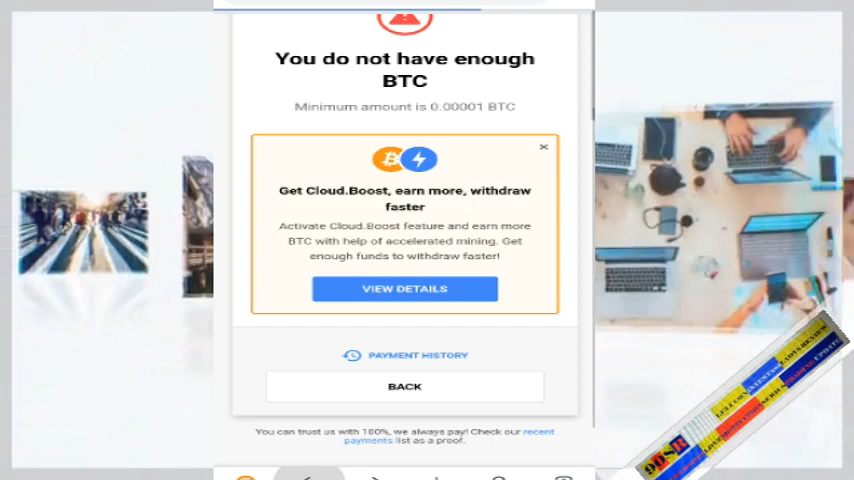 You do not have enough
BTC
Minimum amount is 0.00001 BTC
Get Cloud.Boost, earn more, withdraw
faster
Activate Cloud.Boost feature and earn more
BTC with help of accelerated mining. Get
enough funds to withdraw faster!
VIEW DETAILS
PAYMENT HISTORY
BACK
You can trust us with 100%, we always pay! Check our recent
payments list as a proof.
90SR